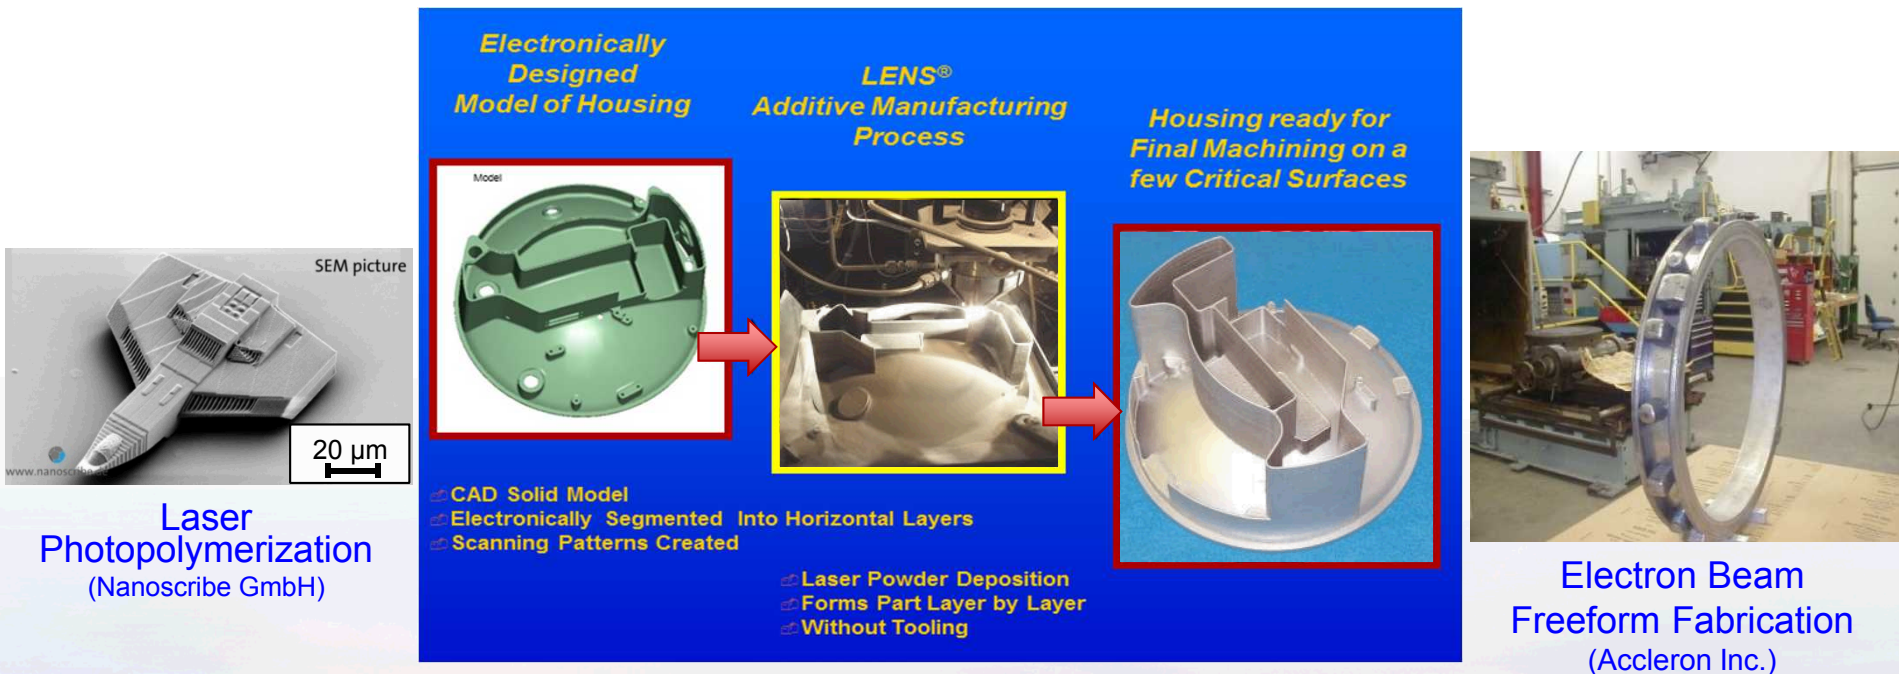 SEM picture
20 µm
www.nanoscribe.de
Laser
Photopolymerization
(Nanoscribe GmbH)
Electronically
Designed
Model of Housing
Model
CAD Solid Model
Electronically Segmented Into Horizontal Layers
Scanning Patterns Created
LENS®
Additive Manufacturing
Process
Laser Powder Deposition
Forms Part Layer by Layer
Without Tooling
Housing ready for
Final Machining on a
few Critical Surfaces
Electron Beam
Freeform Fabrication
(Accleron Inc.)